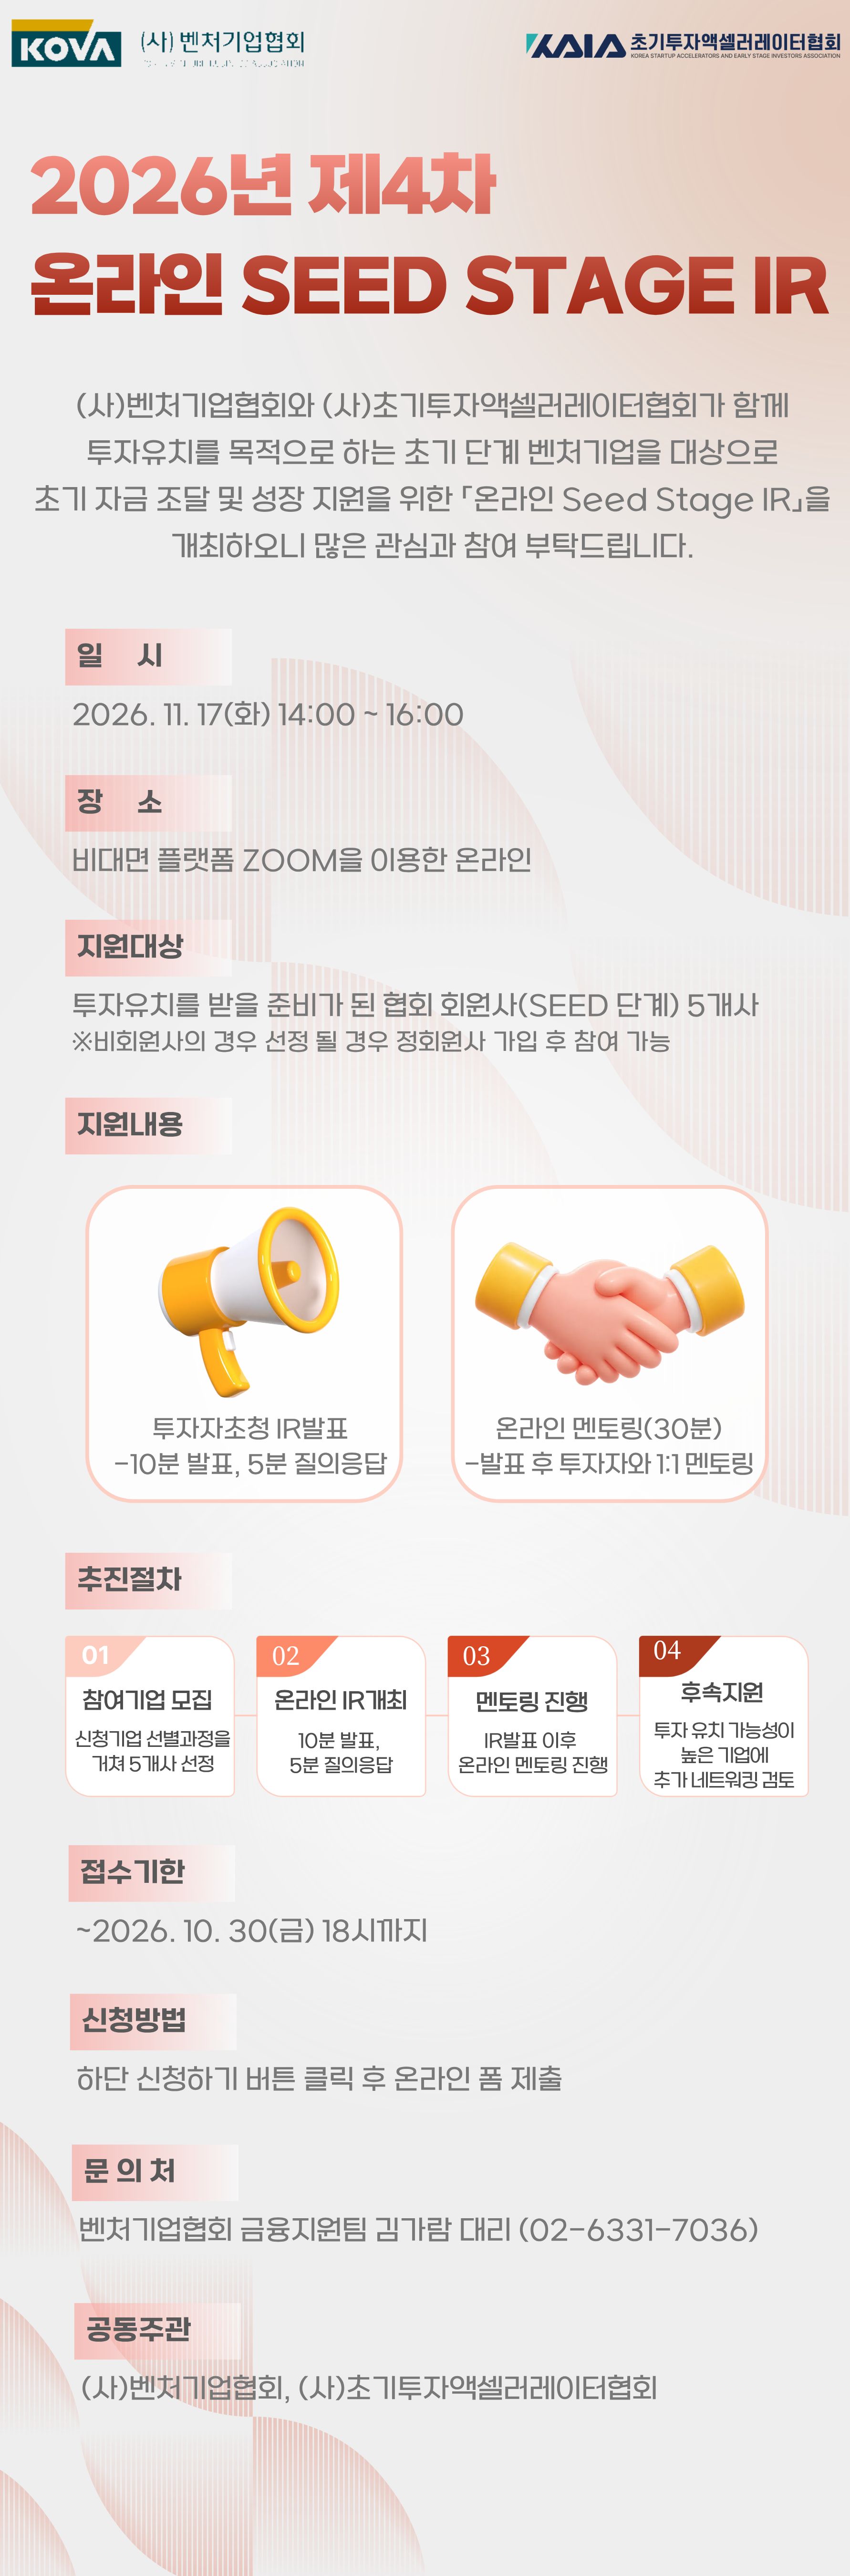 KOVA (사) 벤처기업협회
KAIA 초기투자액셀러레이터협회
KOREA STARTUP ACCELERATORS AND EARLY STAGE INVESTORS ASSOCIATION
2026년 제4차
온라인 SEED STAGE IR
(사)벤처기업협회와 (사)초기투자액셀러레이터협회가 함께
투자유치를 목적으로 하는 초기 단계 벤처기업을 대상으로
초기 자금 조달 및 성장 지원을 위한 「온라인 Seed Stage IR」을
개최하오니 많은 관심과 참여 부탁드립니다.
일 시
2026. 11. 17(화) 14:00 ~ 16:00
장 소
비대면 플랫폼 ZOOM을 이용한 온라인
지원대상
투자유치를 받을 준비가 된 협회 회원사(SEED 단계) 5개사
※비회원사의 경우 선정 될 경우 정회원사 가입 후 참여 가능
지원내용
투자자초청 IR발표
-10분 발표, 5분 질의응답
온라인 멘토링(30분)
-발표 후 투자자와 1:1 멘토링
추진절차
01
참여기업 모집
신청기업 선별과정을
거쳐 5개사 선정
02
온라인 IR개최
10분 발표,
5분 질의응답
03
멘토링 진행
IR발표 이후
온라인 멘토링 진행
04
후속지원
투자 유치 가능성이
높은 기업에
추가 네트워킹 검토
접수기한
~2026. 10. 30(금) 18시까지
신청방법
하단 신청하기 버튼 클릭 후 온라인 폼 제출
문 의 처
벤처기업협회 금융지원팀 김가람 대리 (02-6331-7036)
공동주관
(사)벤처기업협회, (사)초기투자액셀러레이터협회